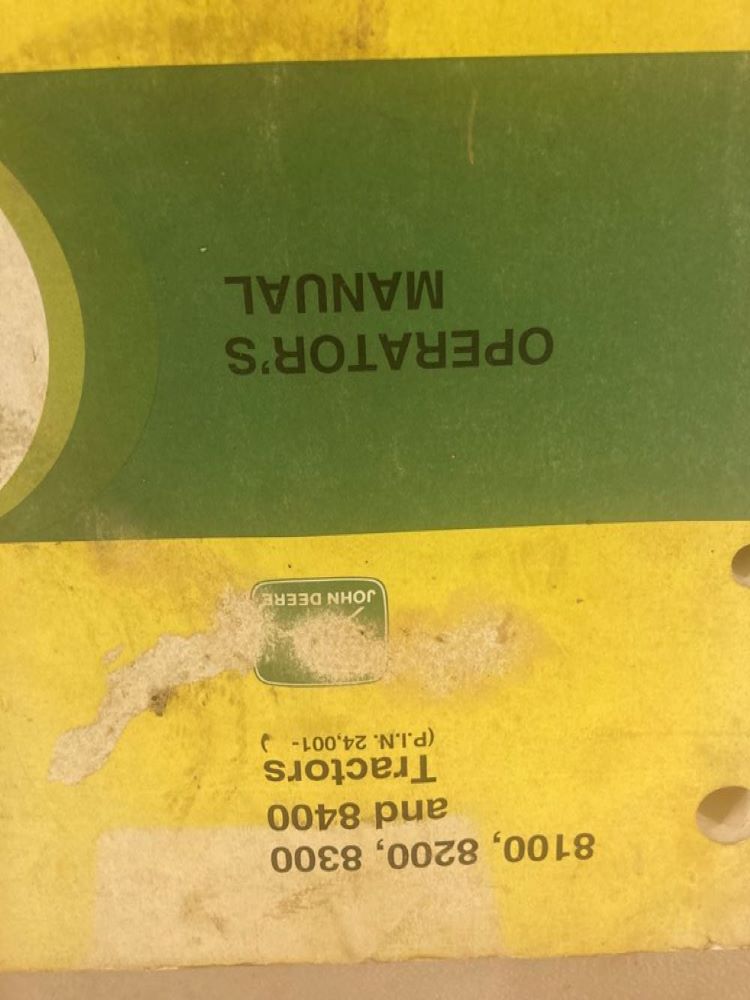 8100, 8200, 8300
and 8400
Tractors
(P.I.N. 24,001-    )
JOHN DEERE
OPERATOR'S
MANUAL